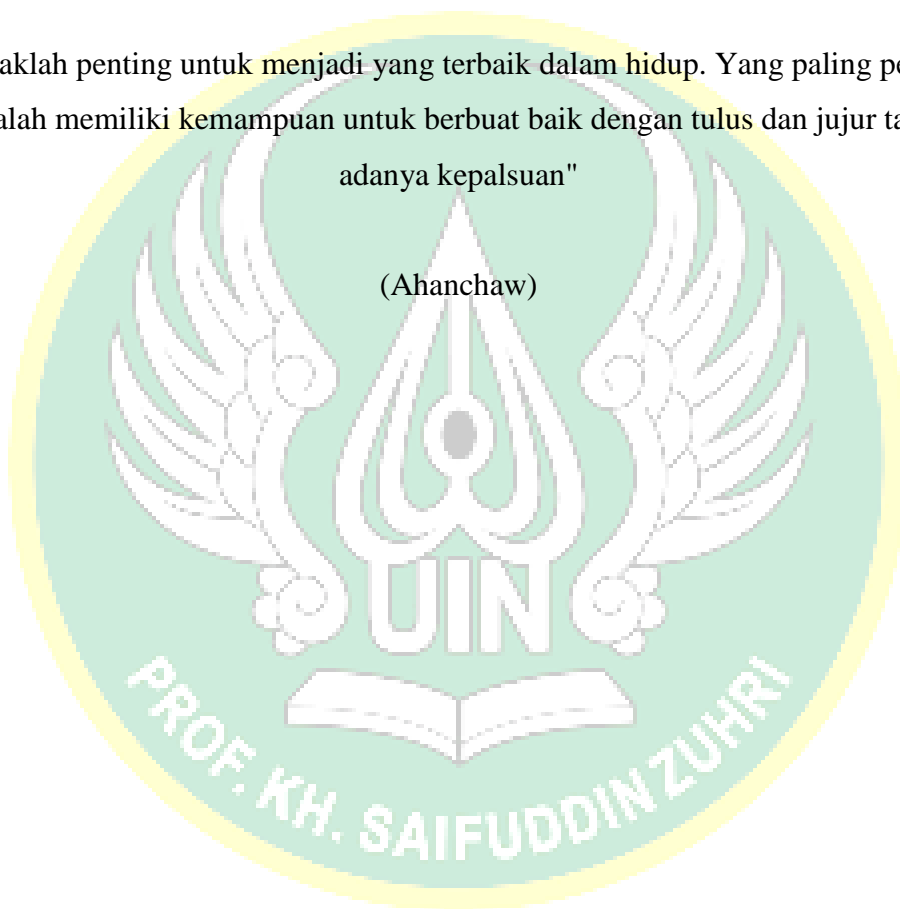 aklah penting untuk menjadi yang terbaik dalam hidup. Yang paling pe
alah memiliki kemampuan untuk berbuat baik dengan tulus dan jujur ta
adanya kepalsuan"
(Ahanchaw)
UIN
PROF. KH. SAIFUDDIN ZUHRI